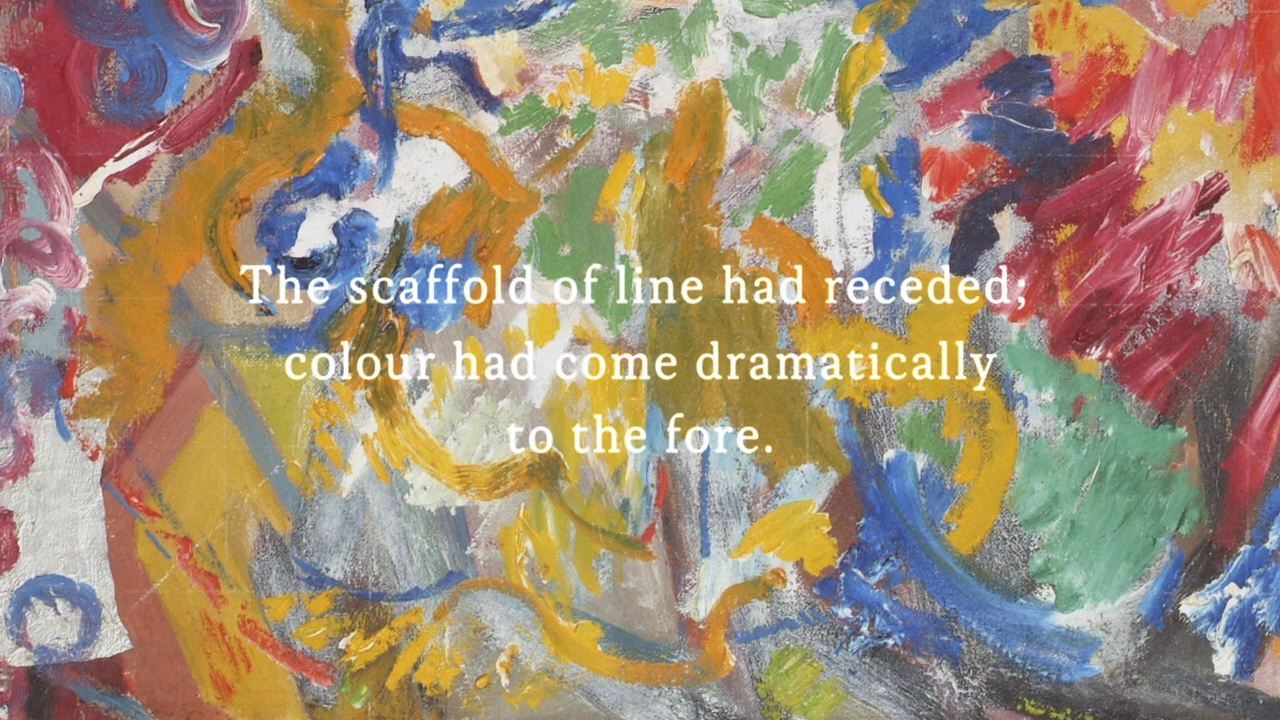 The scaffold of line had receded;
colour had come dramatically
to the fore.